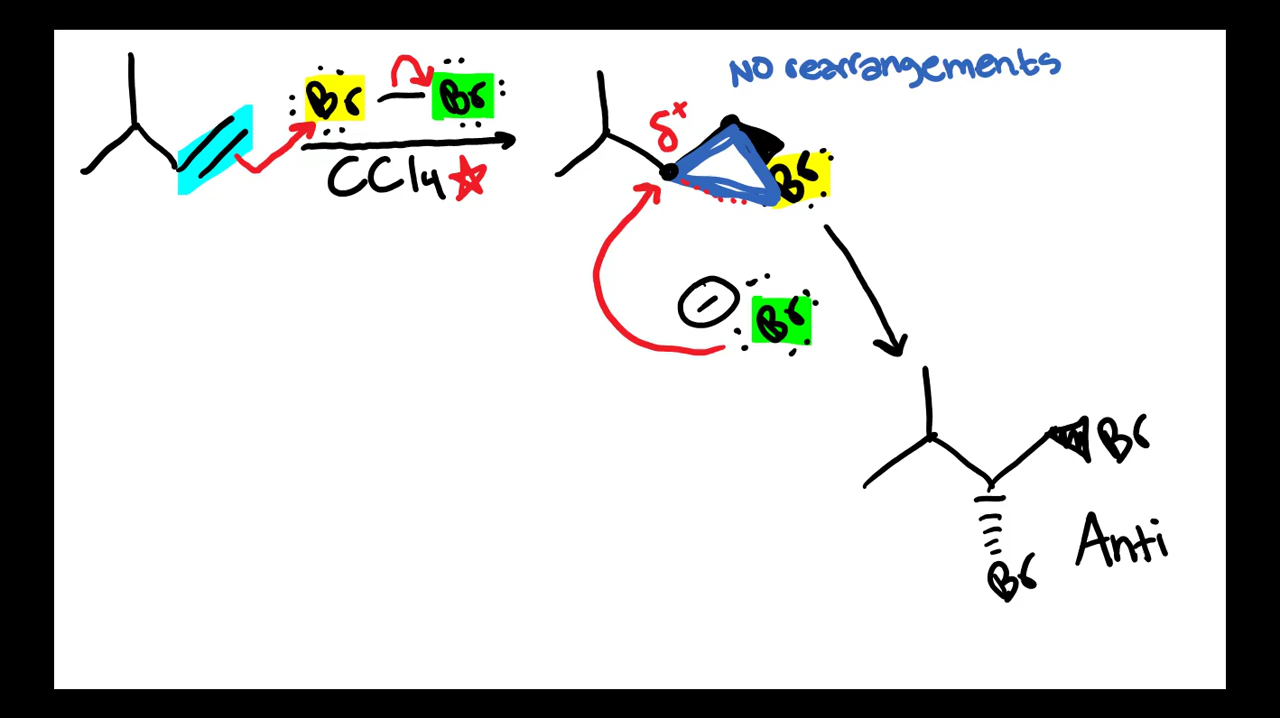 NO rearrangements
Br — Br
CCl4
δ+
Br
Br
Br
Anti
Br